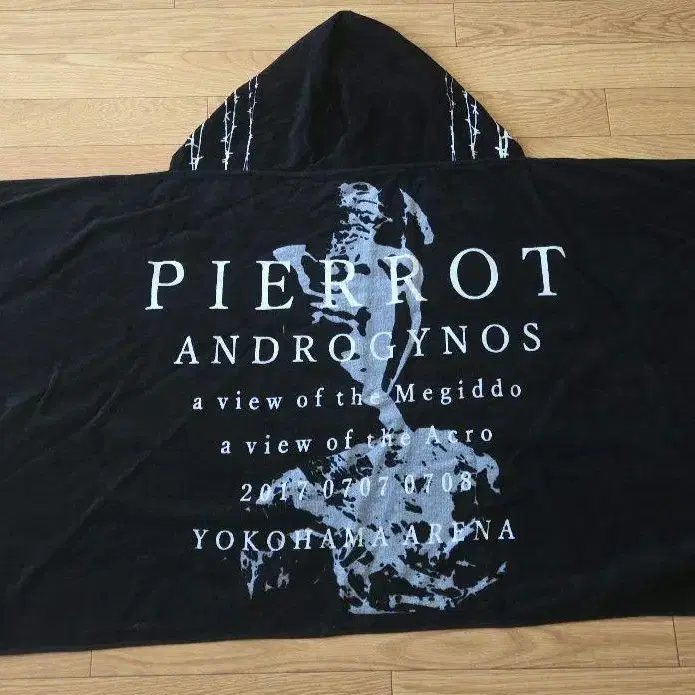 PIERROT
ANDROGYNOS
a view of the Megiddo
a view of the Acro
2017 0707 0708
YOKOHAMA ARENA